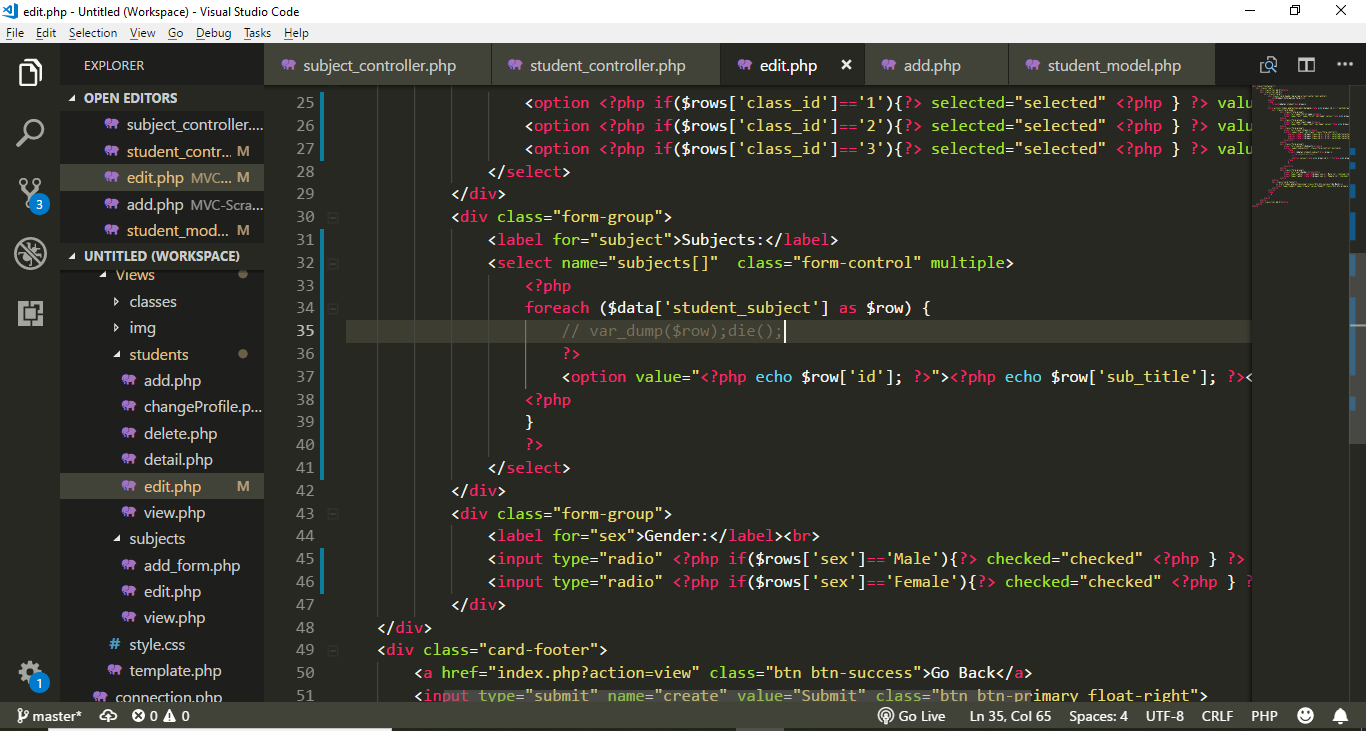 edit.php - Untitled (Workspace) - Visual Studio Code
File Edit Selection View Go Debug Tasks Help
EXPLORER
subject_controller.php student_controller.php edit.php × add.php student_model.php
OPEN EDITORS
subject_controller....
student_contr... M
edit.php MVC... M
add.php MVC-Scra...
student_mod... M
UNTITLED (WORKSPACE)
Views
classes
img
students
add.php
changeProfile.p...
delete.php
detail.php
edit.php M
view.php
subjects
add_form.php
edit.php
view.php
# style.css
template.php
connection.php
3
1
25 <option <?php if($rows['class_id']=='1'){?> selected="selected" <?php } ?> valu
26 <option <?php if($rows['class_id']=='2'){?> selected="selected" <?php } ?> valu
27 <option <?php if($rows['class_id']=='3'){?> selected="selected" <?php } ?> valu
28 </select>
29 </div>
30 <div class="form-group">
31 <label for="subject">Subjects:</label>
32 <select name="subjects[]"  class="form-control" multiple>
33 <?php
34 foreach ($data['student_subject'] as $row) {
35 // var_dump($row);die();
36 ?>
37 <option value="<?php echo $row['id']; ?>"><?php echo $row['sub_title']; ?><
38 <?php
39 }
40 ?>
41 </select>
42 </div>
43 <div class="form-group">
44 <label for="sex">Gender:</label><br>
45 <input type="radio" <?php if($rows['sex']=='Male'){?> checked="checked" <?php } ?>
46 <input type="radio" <?php if($rows['sex']=='Female'){?> checked="checked" <?php } ?
47 </div>
48 </div>
49 <div class="card-footer">
50 <a href="index.php?action=view" class="btn btn-success">Go Back</a>
51 <input type="submit" name="create" value="Submit" class="btn btn-primary float-right">
master* 0 0 Go Live Ln 35, Col 65 Spaces: 4 UTF-8 CRLF PHP